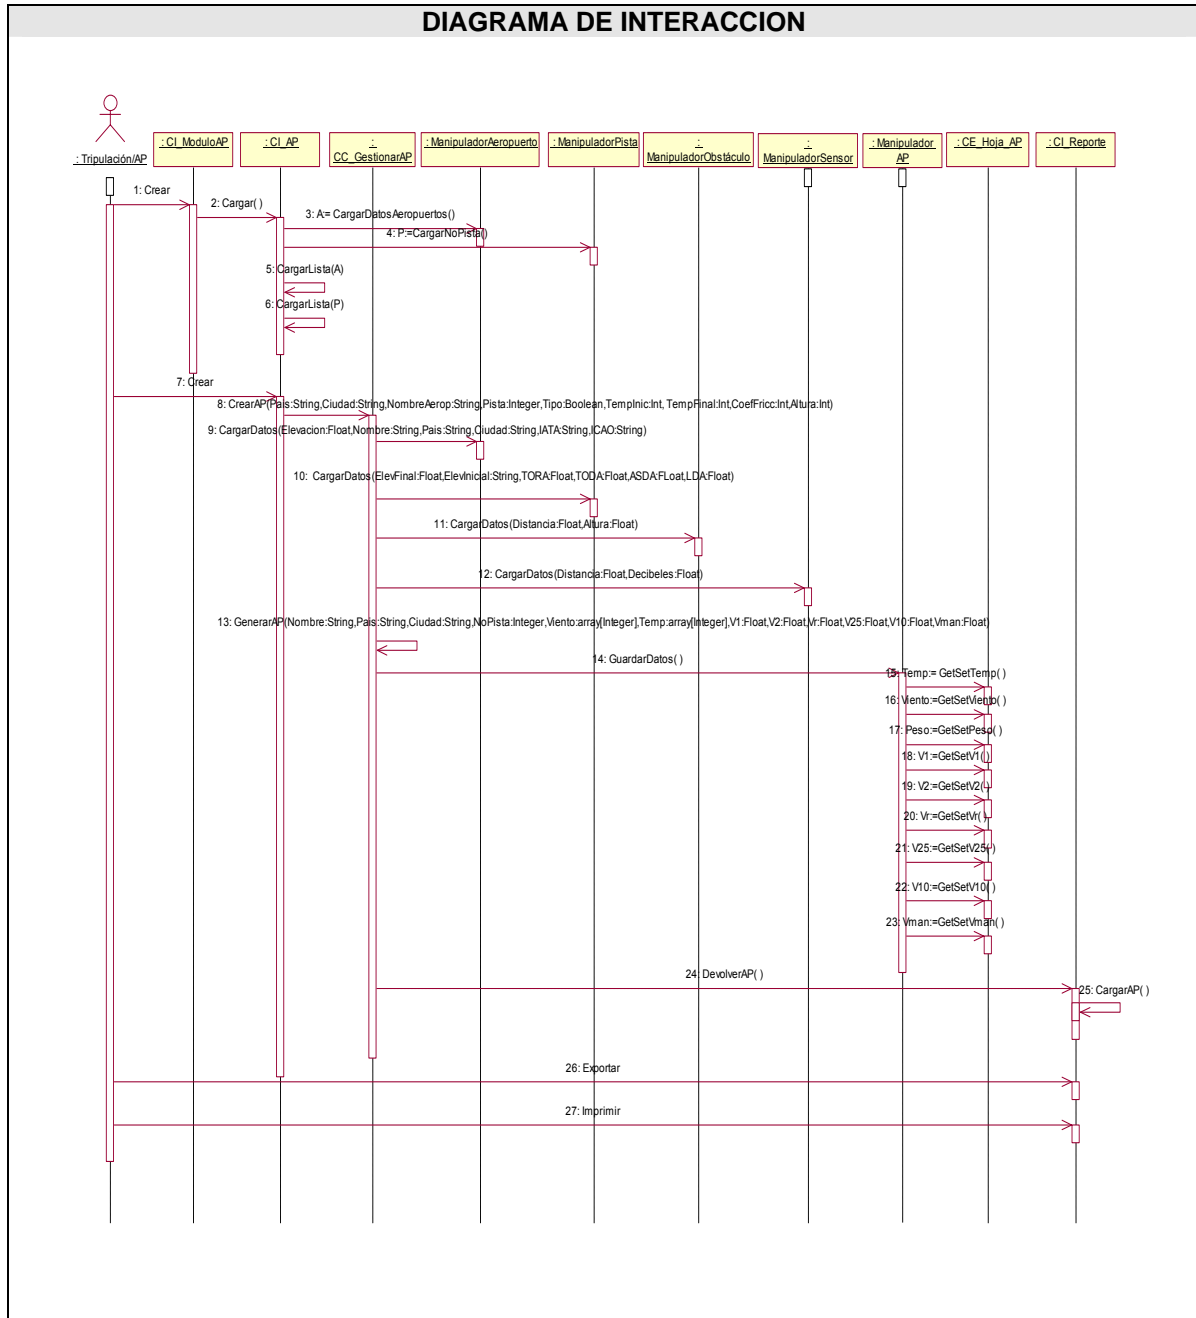 DIAGRAMA DE INTERACCION
: Tripulación/AP
: CI_ModuloAP
: CI_AP
:
CC_GestionarAP
: ManipuladorAeropuerto
: ManipuladorPista
:
ManipuladorObstáculo
:
ManipuladorSensor
: Manipulador
AP
: CE_Hoja_AP
: CI_Reporte
1: Crear
2: Cargar( )
3: A:= CargarDatosAeropuertos()
4: P:=CargarNoPista()
5: CargarLista(A)
6: CargarLista(P)
7: Crear
8: CrearAP(Pais:String,Ciudad:String,NombreAerop:String,Pista:Integer,Tipo:Boolean,TempInic:Int, TempFinal:Int,CoefFricc:Int,Altura:Int)
9: CargarDatos(Elevacion:Float,Nombre:String,Pais:String,Ciudad:String,IATA:String,ICAO:String)
10: CargarDatos(ElevFinal:Float,ElevInicial:String,TORA:Float,TODA:Float,ASDA:FLoat,LDA:Float)
11: CargarDatos(Distancia:Float,Altura:Float)
12: CargarDatos(Distancia:Float,Decibeles:Float)
13: GenerarAP(Nombre:String,Pais:String,Ciudad:String,NoPista:Integer,Viento:array[Integer],Temp:array[Integer],V1:Float,V2:Float,Vr:Float,V25:Float,V10:Float,Vman:Float)
14: GuardarDatos( )
15: Temp:= GetSetTemp( )
16: Viento:=GetSetViento( )
17: Peso:=GetSetPeso( )
18: V1:=GetSetV1( )
19: V2:=GetSetV2( )
20: Vr:=GetSetVr( )
21: V25:=GetSetV25( )
22: V10:=GetSetV10( )
23: Vman:=GetSetVman( )
24: DevolverAP( )
25: CargarAP( )
26: Exportar
27: Imprimir